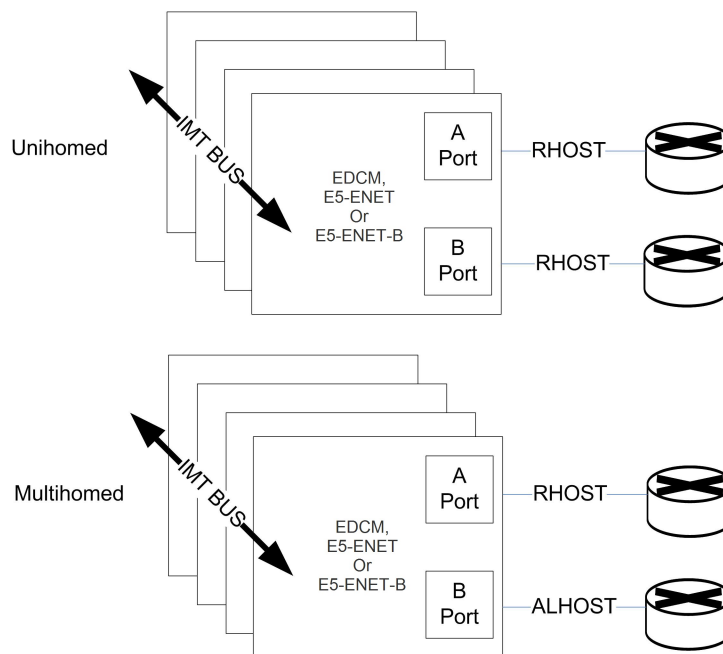 Unihomed
IMT BUS
EDCM,
E5-ENET
Or
E5-ENET-B
A
Port
RHOST
B
Port
RHOST
Multihomed
IMT BUS
EDCM,
E5-ENET
Or
E5-ENET-B
A
Port
RHOST
B
Port
ALHOST